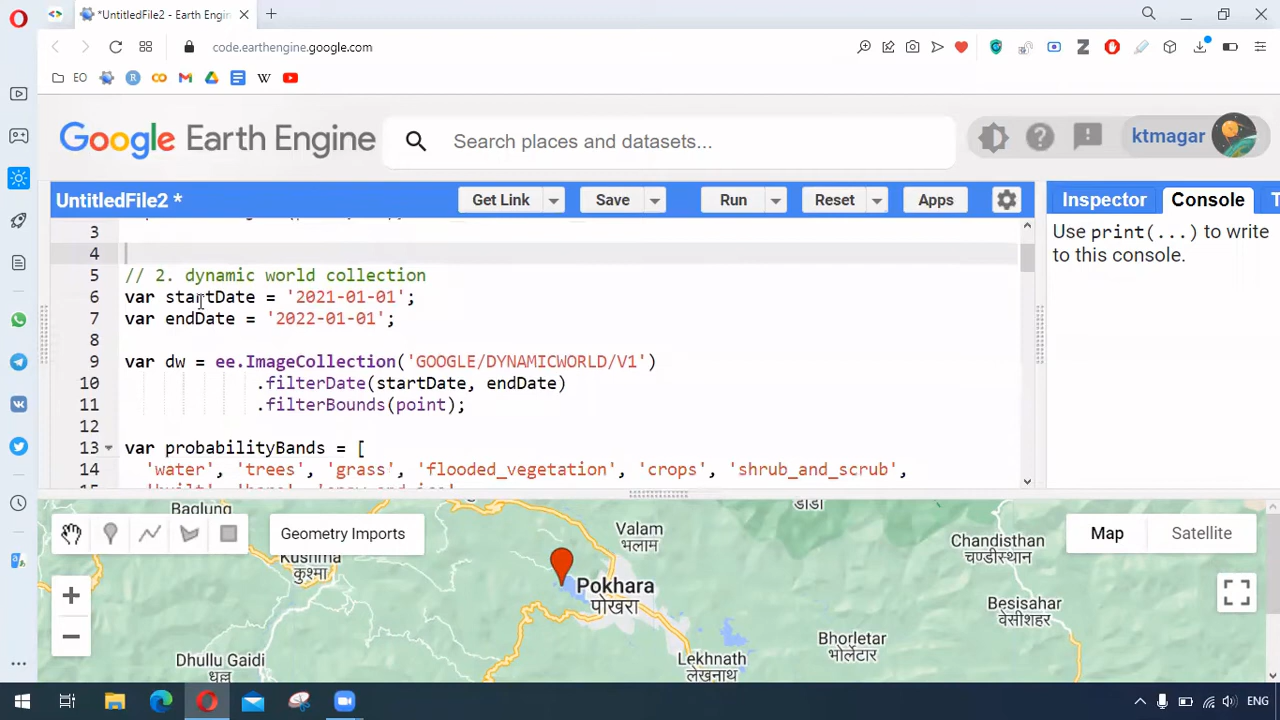 *UntitledFile2 - Earth Engin
code.earthengine.google.com
EO
Google Earth Engine
Search places and datasets...
ktmagar
UntitledFile2 *
Get Link
Save
Run
Reset
Apps
Inspector
Console
Use print(...) to write
to this console.
3
4
5 // 2. dynamic world collection
6 var startDate = '2021-01-01';
7 var endDate = '2022-01-01';
8
9 var dw = ee.ImageCollection('GOOGLE/DYNAMICWORLD/V1')
10 .filterDate(startDate, endDate)
11 .filterBounds(point);
12
13 var probabilityBands = [
14 'water', 'trees', 'grass', 'flooded_vegetation', 'crops', 'shrub_and_scrub',
Geometry Imports
Map
Satellite
Baglung
Kushma
कुश्मा
Valam
भलाम
डाडा
Chandisthan
चण्डीस्थान
Pokhara
पोखरा
Besisahar
वेसीशहर
Bhorletar
भोर्लेटार
Dhullu Gaidi
Lekhnath
लेखनाथ
ENG